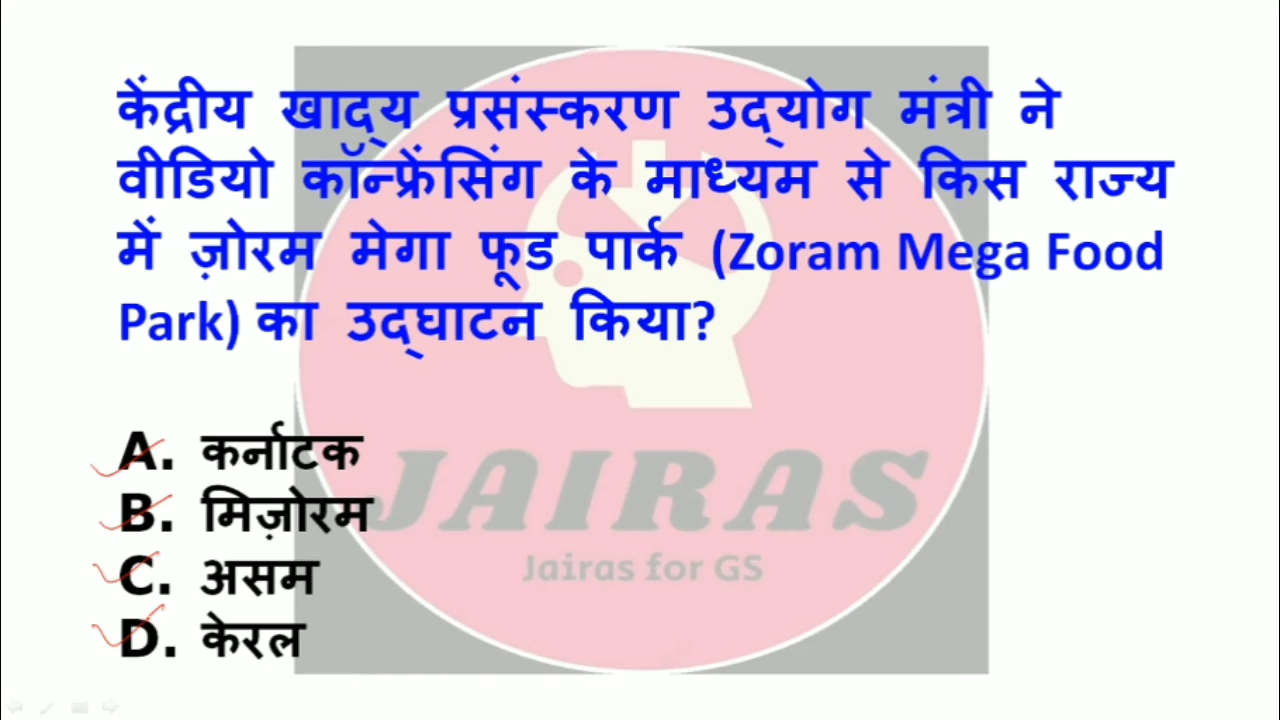 केंद्रीय खाद्य प्रसंस्करण उद्योग मंत्री ने
वीडियो कॉन्फ्रेंसिंग के माध्यम से किस राज्य
में ज़ोरम मेगा फूड पार्क (Zoram Mega Food
Park) का उद्घाटन किया?
A. कर्नाटक
B. मिज़ोरम
C. असम
D. केरल
JAIRAS
Jairas for GS